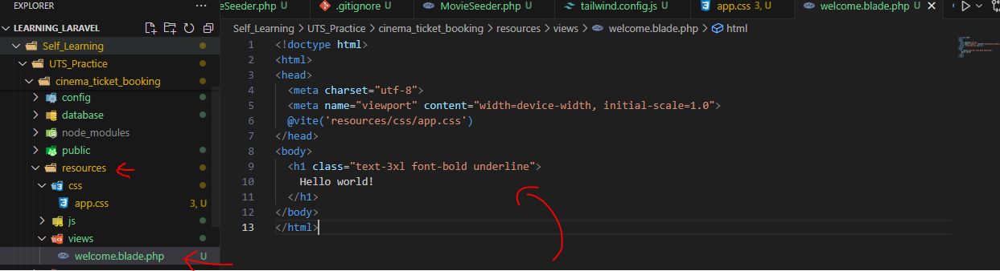 EXPLORER ...
eSeeder.php U
.gitignore U
MovieSeeder.php U
tailwind.config.js U
app.css 3, U
welcome.blade.php U
LEARNING_LARAVEL
Self_Learning
UTS_Practice
cinema_ticket_booking
config
database
node_modules
public
resources
css
app.css 3, U
js
views
welcome.blade.php U
Self_Learning > UTS_Practice > cinema_ticket_booking > resources > views > welcome.blade.php > html
1 <!doctype html>
2 <html>
3 <head>
4 <meta charset="utf-8">
5 <meta name="viewport" content="width=device-width, initial-scale=1.0">
6 @vite('resources/css/app.css')
7 </head>
8 <body>
9 <h1 class="text-3xl font-bold underline">
10 Hello world!
11 </h1>
12 </body>
13 </html>